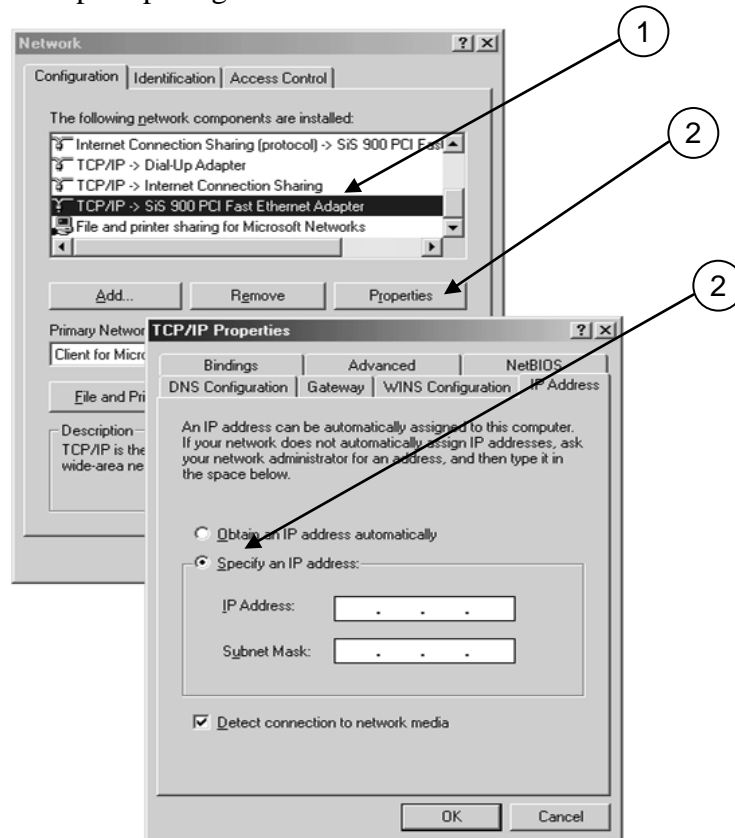 1
Network
Configuration Identification Access Control
The following network components are installed:
Internet Connection Sharing (protocol) -> SiS 900 PCI Fast
TCP/IP -> Dial-Up Adapter
TCP/IP -> Internet Connection Sharing
TCP/IP -> SiS 900 PCI Fast Ethernet Adapter
File and printer sharing for Microsoft Networks
2
Add... Remove Properties
2
Primary Networ
Client for Micro
File and Pri
Description
TCP/IP is the
wide-area ne
TCP/IP Properties
Bindings Advanced NetBIOS
DNS Configuration Gateway WINS Configuration IP Address
An IP address can be automatically assigned to this computer.
If your network does not automatically assign IP addresses, ask
your network administrator for an address, and then type it in
the space below.
Obtain an IP address automatically
Specify an IP address:
IP Address: . . .
Subnet Mask: . . .
Detect connection to network media
OK Cancel